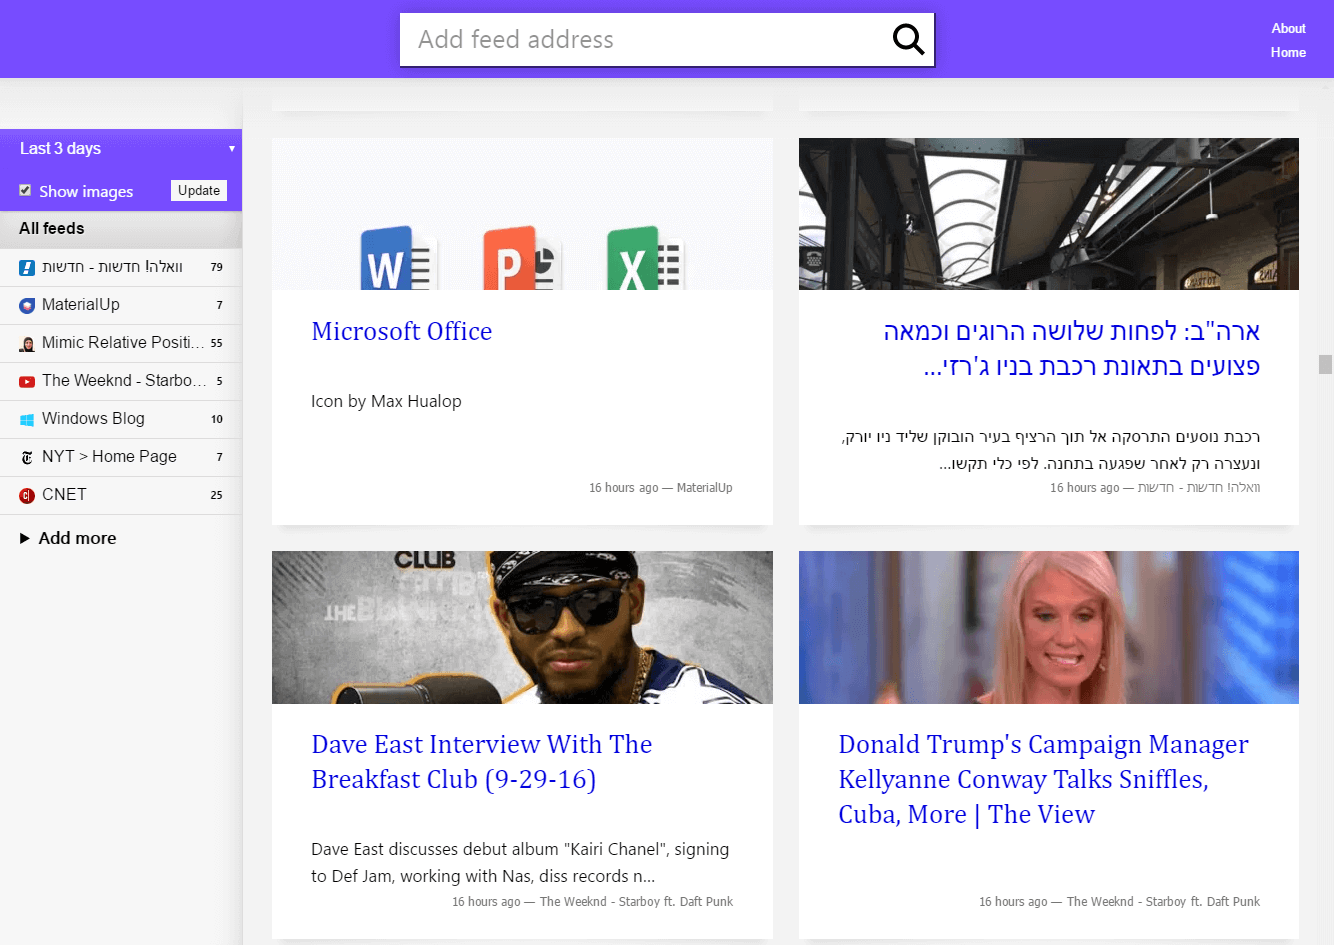 Add feed address
About
Home
Last 3 days
Show images
Update
All feeds
וואלה! חדשות - חדשות 79
MaterialUp 7
Mimic Relative Positi... 55
The Weeknd - Starbo... 5
Windows Blog 10
NYT > Home Page 7
CNET 25
Add more
W P X
Microsoft Office
Icon by Max Hualop
16 hours ago — MaterialUp
ארה"ב: לפחות שלושה הרוגים וכמאה
פצועים בתאונת רכבת בניו ג'רזי...
רכבת נוסעים התרסקה אל תוך הרציף בעיר הובוקן שליד ניו יורק,
ונעצרה רק לאחר שפגעה בתחנה. לפי כלי תקשו...
16 hours ago — וואלה! חדשות - חדשות
CLUB
THE
Dave East Interview With The
Breakfast Club (9-29-16)
Dave East discusses debut album "Kairi Chanel", signing
to Def Jam, working with Nas, diss records n...
16 hours ago — The Weeknd - Starboy ft. Daft Punk
Donald Trump's Campaign Manager
Kellyanne Conway Talks Sniffles,
Cuba, More | The View
16 hours ago — The Weeknd - Starboy ft. Daft Punk